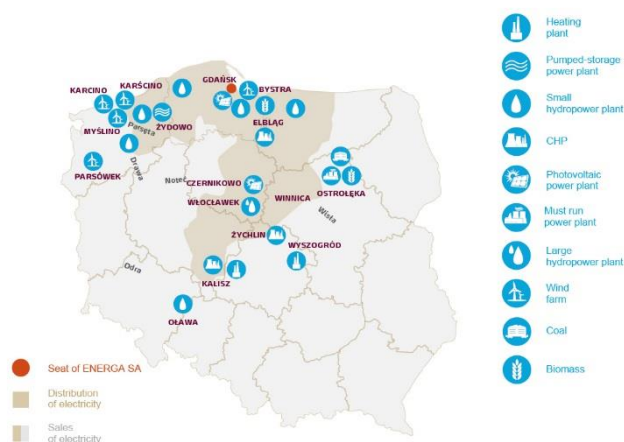 GDAŃSK
BYSTRA
KARŚCINO
KARCINO
ELBLĄG
ŻYDOWO
MYŚLINO
Parsęta
PARSÓWEK
Drawa
Noteć
CZERNIKOWO
WŁOCŁAWEK
WINNICA
OSTROŁĘKA
Wisła
ŻYCHLIN
WYSZOGRÓD
Odra
KALISZ
OŁAWA
Seat of ENERGA SA
Distribution
of electricity
Sales
of electricity
Heating
plant
Pumped-storage
power plant
Small
hydropower plant
CHP
Photovoltaic
power plant
Must run
power plant
Large
hydropower plant
Wind
farm
Coal
Biomass